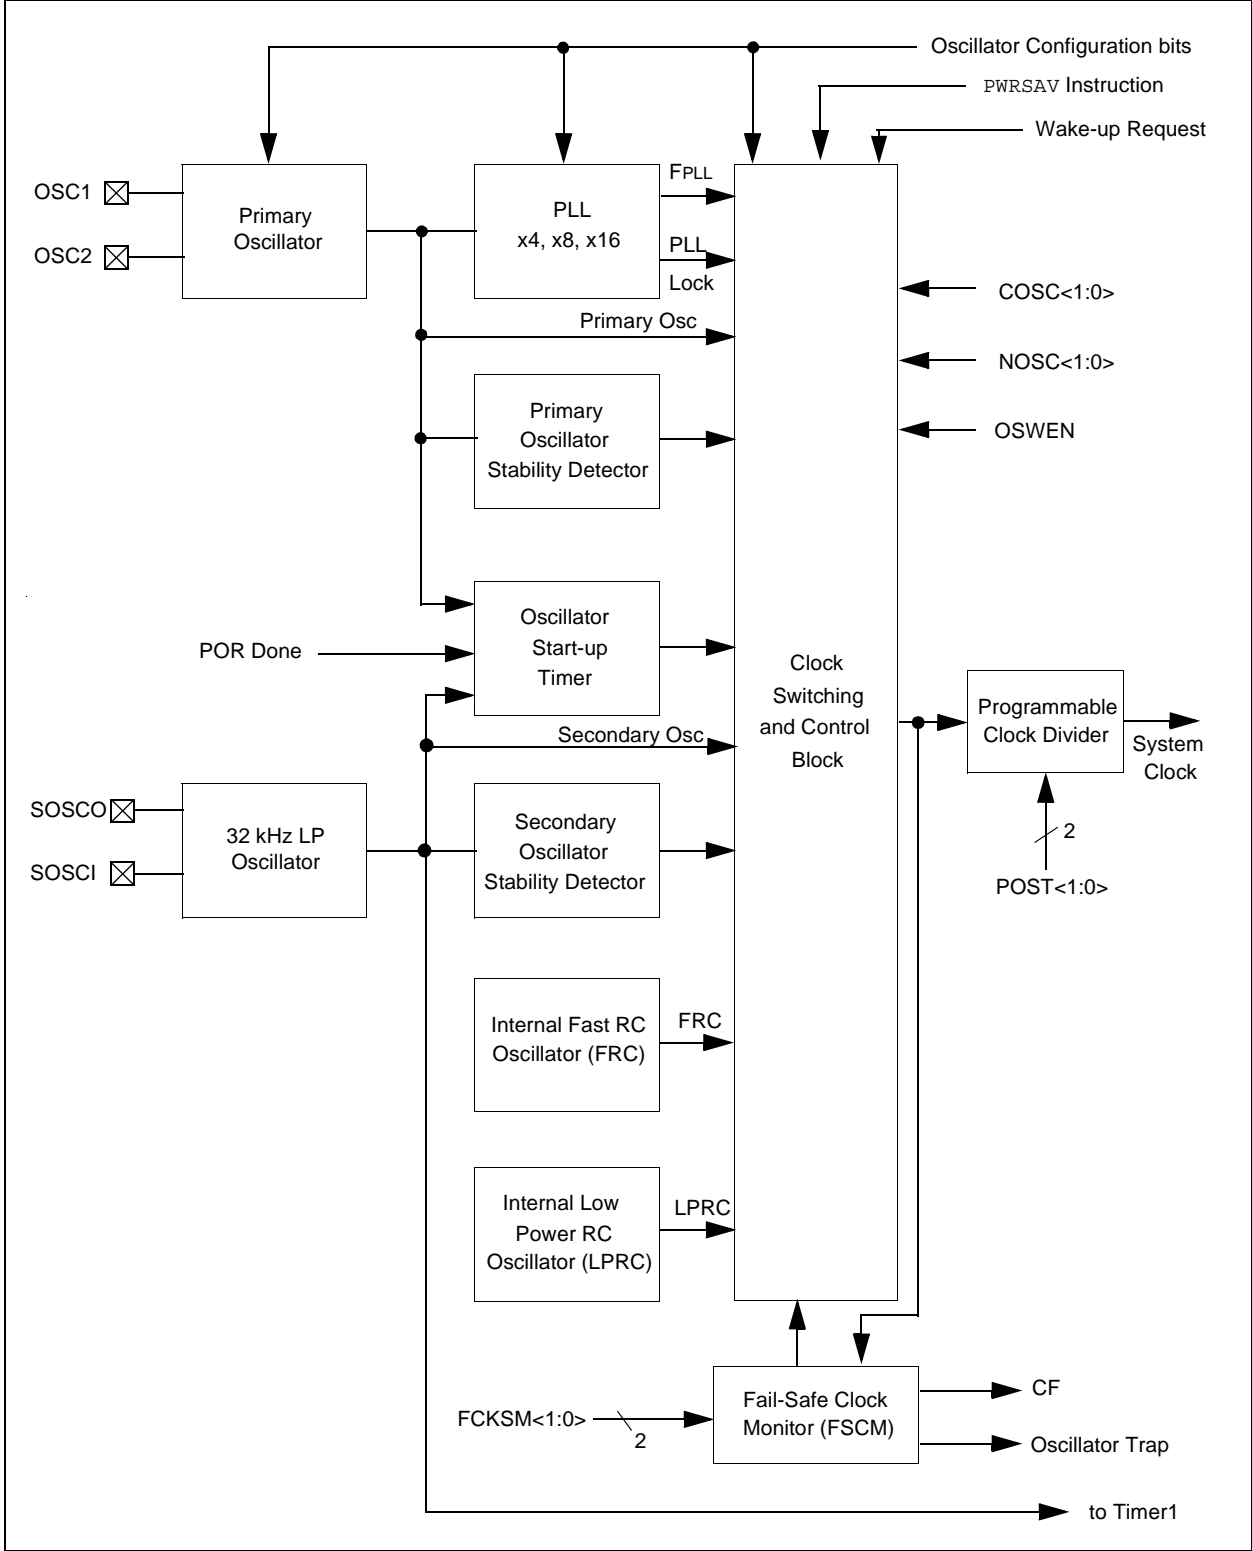 Oscillator Configuration bits
PWRSAV Instruction
Wake-up Request
OSC1
OSC2
Primary
Oscillator
PLL
x4, x8, x16
FPLL
PLL
Lock
COSC<1:0>
NOSC<1:0>
OSWEN
Primary Osc
Primary
Oscillator
Stability Detector
POR Done
Oscillator
Start-up
Timer
Clock
Switching
and Control
Block
Programmable
Clock Divider
System
Clock
2
POST<1:0>
Secondary Osc
SOSCO
SOSCI
32 kHz LP
Oscillator
Secondary
Oscillator
Stability Detector
Internal Fast RC
Oscillator (FRC)
FRC
Internal Low
Power RC
Oscillator (LPRC)
LPRC
FCKSM<1:0>
2
Fail-Safe Clock
Monitor (FSCM)
CF
Oscillator Trap
to Timer1